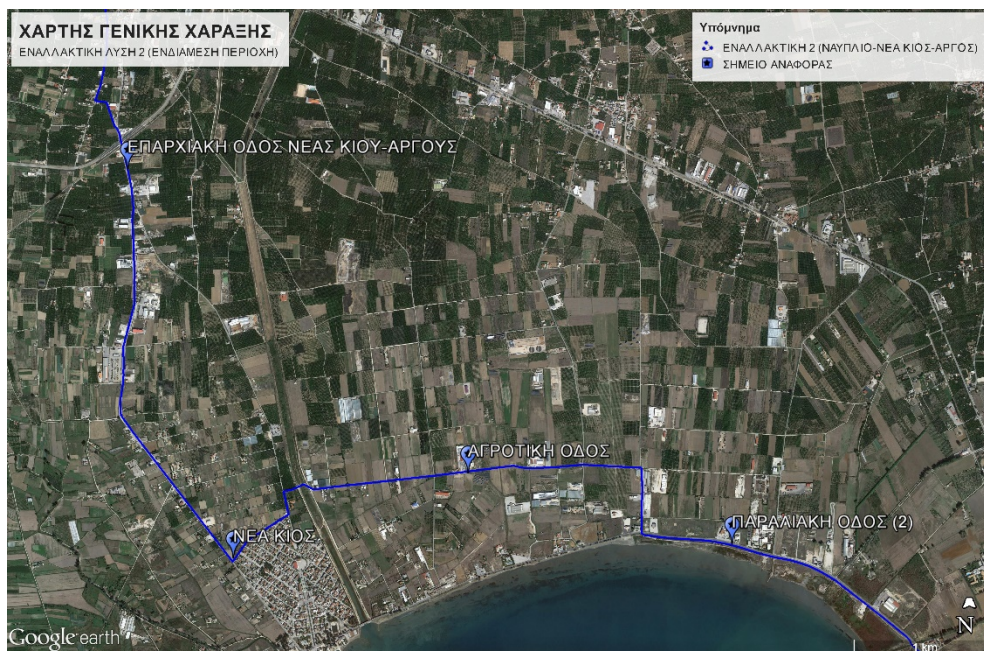 ΧΑΡΤΗΣ ΓΕΝΙΚΗΣ ΧΑΡΑΞΗΣ
ΕΝΑΛΛΑΚΤΙΚΗ ΛΥΣΗ 2 (ΕΝΔΙΑΜΕΣΗ ΠΕΡΙΟΧΗ)
Υπόμνημα
ΕΝΑΛΛΑΚΤΙΚΗ 2 (ΝΑΥΠΛΙΟ-ΝΕΑ ΚΙΟΣ-ΑΡΓΟΣ)
ΣΗΜΕΙΟ ΑΝΑΦΟΡΑΣ
ΕΠΑΡΧΙΑΚΗ ΟΔΟΣ ΝΕΑΣ ΚΙΟΥ-ΑΡΓΟΥΣ
ΑΓΡΟΤΙΚΗ ΟΔΟΣ
ΠΑΡΑΛΙΑΚΗ ΟΔΟΣ (2)
ΝΕΑ ΚΙΟΣ
N
Google earth
1 km